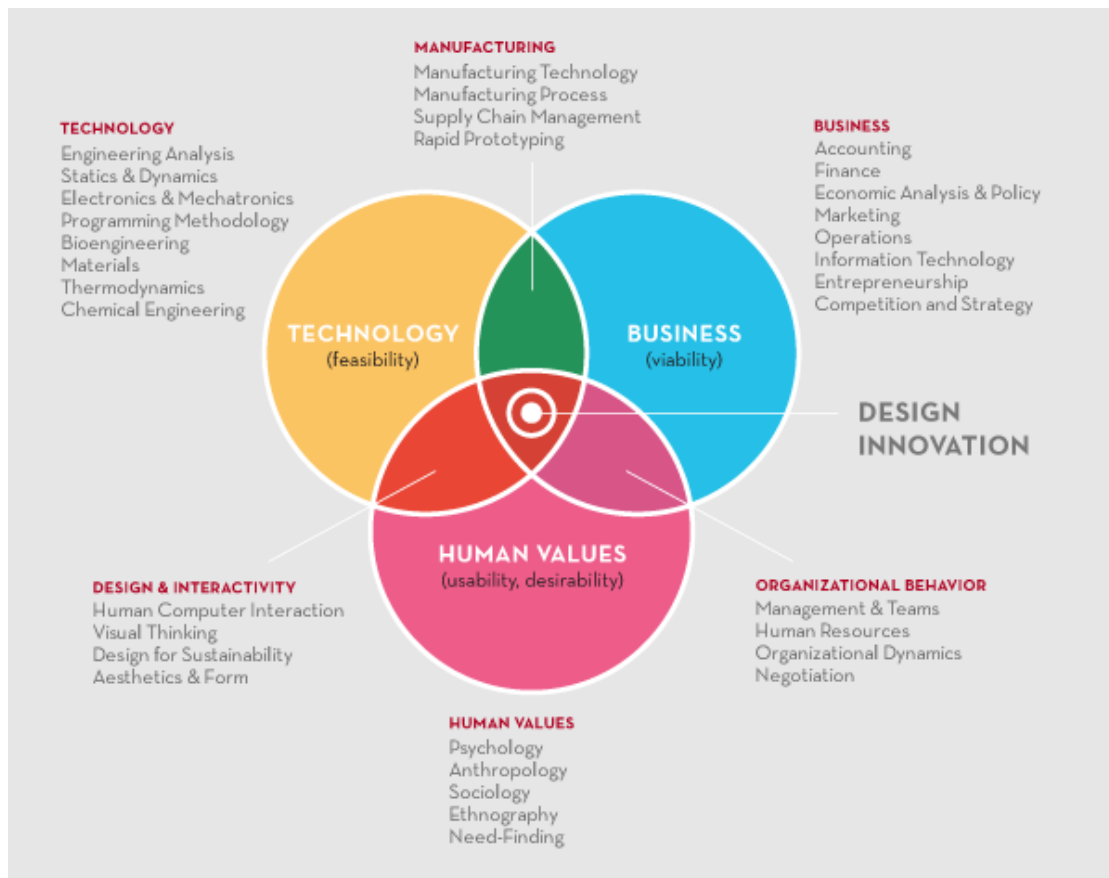 MANUFACTURING
Manufacturing Technology
Manufacturing Process
Supply Chain Management
Rapid Prototyping
TECHNOLOGY
Engineering Analysis
Statics & Dynamics
Electronics & Mechatronics
Programming Methodology
Bioengineering
Materials
Thermodynamics
Chemical Engineering
BUSINESS
Accounting
Finance
Economic Analysis & Policy
Marketing
Operations
Information Technology
Entrepreneurship
Competition and Strategy
TECHNOLOGY
(feasibility)
BUSINESS
(viability)
DESIGN
INNOVATION
HUMAN VALUES
(usability, desirability)
DESIGN & INTERACTIVITY
Human Computer Interaction
Visual Thinking
Design for Sustainability
Aesthetics & Form
ORGANIZATIONAL BEHAVIOR
Management & Teams
Human Resources
Organizational Dynamics
Negotiation
HUMAN VALUES
Psychology
Anthropology
Sociology
Ethnography
Need-Finding